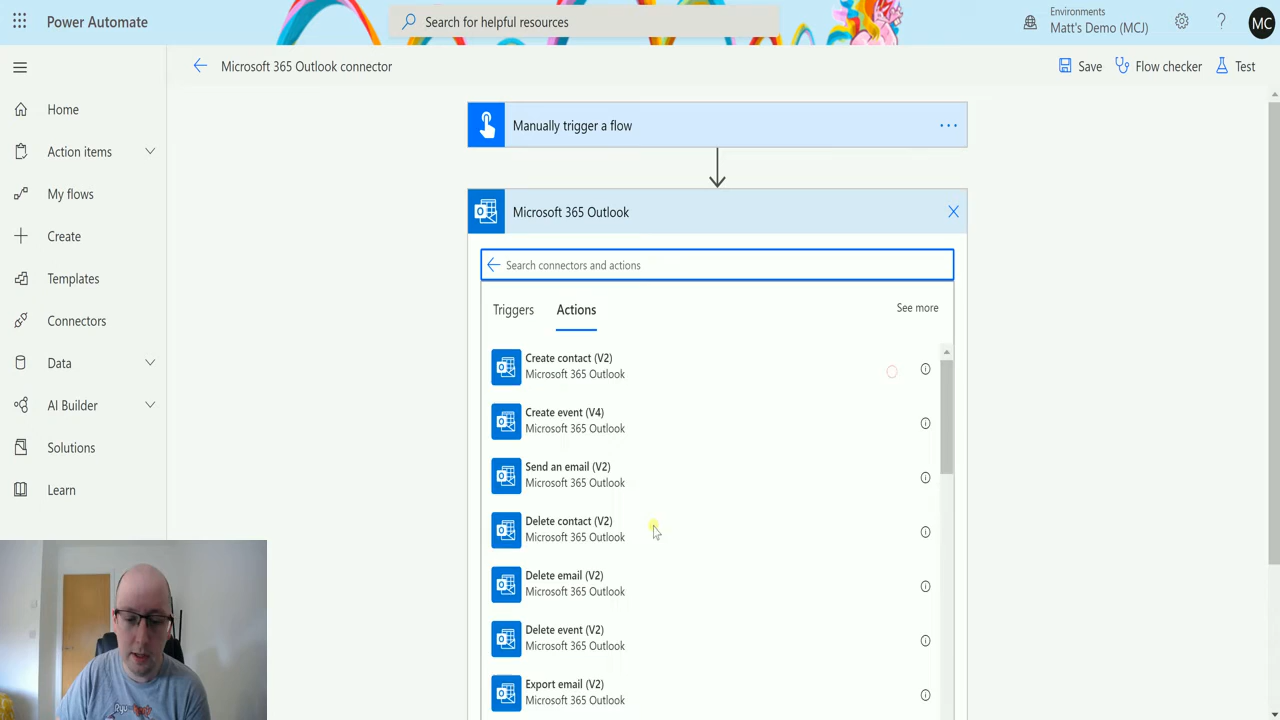 Power Automate
Search for helpful resources
Environments
Matt's Demo (MCJ)
MC
Microsoft 365 Outlook connector
Save
Flow checker
Test
Home
Action items
My flows
Create
Templates
Connectors
Data
AI Builder
Solutions
Learn
Manually trigger a flow
Microsoft 365 Outlook
Search connectors and actions
Triggers
Actions
See more
Create contact (V2)
Microsoft 365 Outlook
Create event (V4)
Microsoft 365 Outlook
Send an email (V2)
Microsoft 365 Outlook
Delete contact (V2)
Microsoft 365 Outlook
Delete email (V2)
Microsoft 365 Outlook
Delete event (V2)
Microsoft 365 Outlook
Export email (V2)
Microsoft 365 Outlook